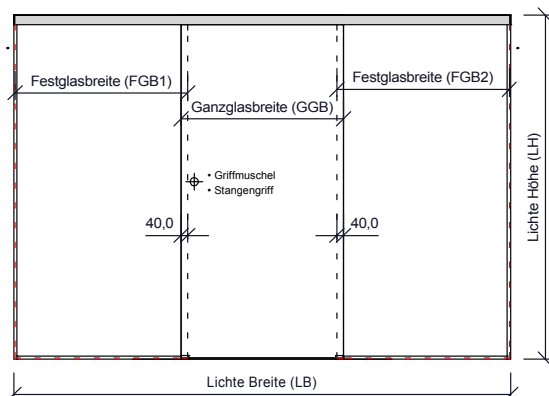 Festglasbreite (FGB1)
Festglasbreite (FGB2)
Ganzglasbreite (GGB)
• Griffmuschel
• Stangengriff
40,0
40,0
Lichte Höhe (LH)
Lichte Breite (LB)